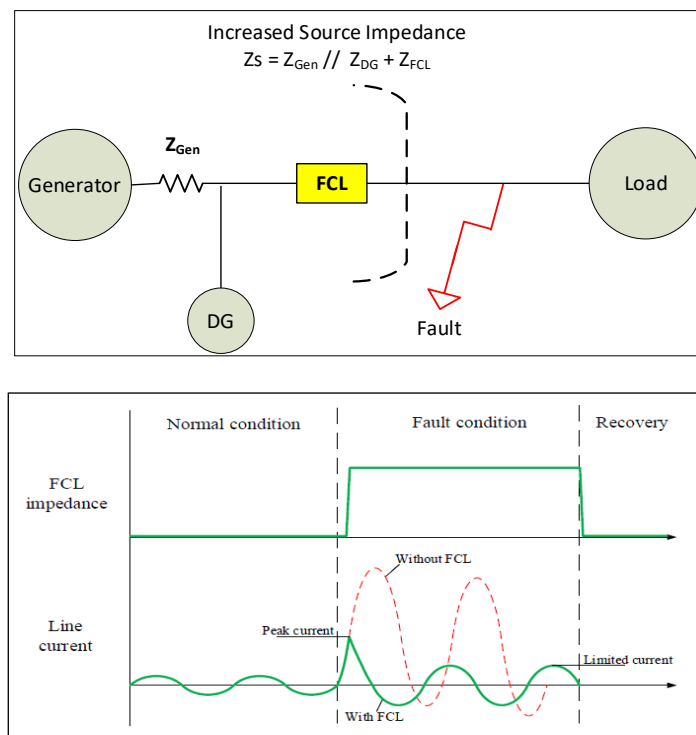 Increased Source Impedance
Zs = ZGen // ZDG + ZFCL
ZGen
Generator
FCL
Load
DG
Fault
Normal condition
Fault condition
Recovery
FCL
impedance
Without FCL
Peak current
Line
current
Limited current
With FCL